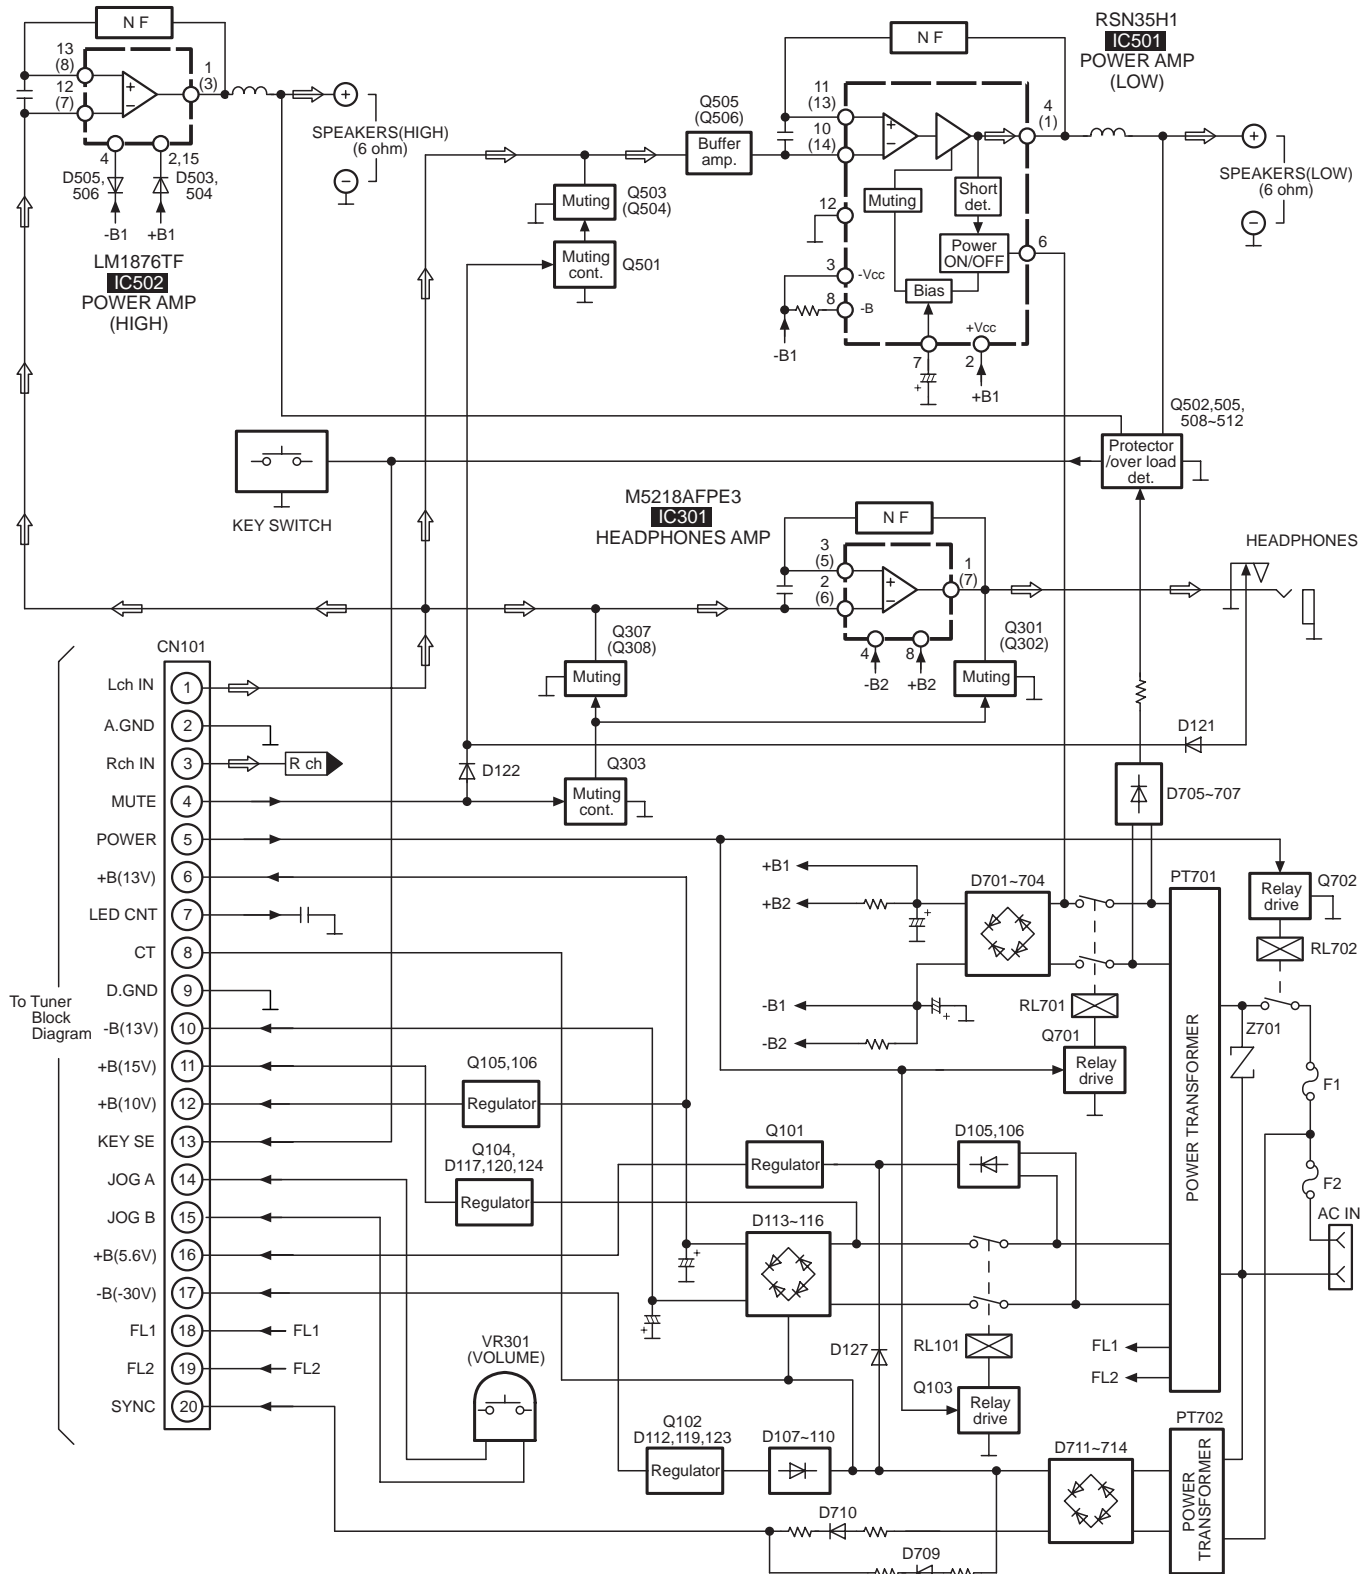 N F
13
(8)
12
(7)
1
(3)
SPEAKERS(HIGH)
(6 ohm)
4
2,15
D505,
506
D503,
504
-B1
+B1
LM1876TF
IC502
POWER AMP
(HIGH)
N F
RSN35H1
IC501
POWER AMP
(LOW)
Q505
(Q506)
Buffer
amp.
11
(13)
10
(14)
4
(1)
SPEAKERS(LOW)
(6 ohm)
Q503
(Q504)
Muting
Muting
cont.
Q501
Muting
Short
det.
Power
ON/OFF
12
6
3
-Vcc
8
-B
Bias
+Vcc
-B1
7
2
+B1
Q502,505,
508~512
Protector
/over load
det.
KEY SWITCH
M5218AFPE3
IC301
HEADPHONES AMP
N F
3
(5)
2
(6)
1
(7)
HEADPHONES
4
8
-B2
+B2
Q307
(Q308)
Muting
Q301
(Q302)
Muting
D121
D122
Q303
Muting
cont.
D705~707
CN101
Lch IN
1
A.GND
2
Rch IN
3
R ch
MUTE
4
POWER
5
+B(13V)
6
LED CNT
7
CT
8
D.GND
9
-B(13V)
10
+B(15V)
11
+B(10V)
12
KEY SE
13
JOG A
14
JOG B
15
+B(5.6V)
16
-B(-30V)
17
FL1
18
FL1
FL2
19
FL2
SYNC
20
To Tuner
Block
Diagram
+B1
+B2
-B1
-B2
D701~704
PT701
POWER TRANSFORMER
Q702
Relay
drive
RL702
RL701
Q701
Relay
drive
Z701
F1
F2
AC IN
Q105,106
Regulator
Q104,
D117,120,124
Regulator
Q101
Regulator
D105,106
D113~116
D127
RL101
Q103
Relay
drive
FL1
FL2
VR301
(VOLUME)
Q102
D112,119,123
Regulator
D107~110
D711~714
PT702
POWER
TRANSFORMER
D710
D709